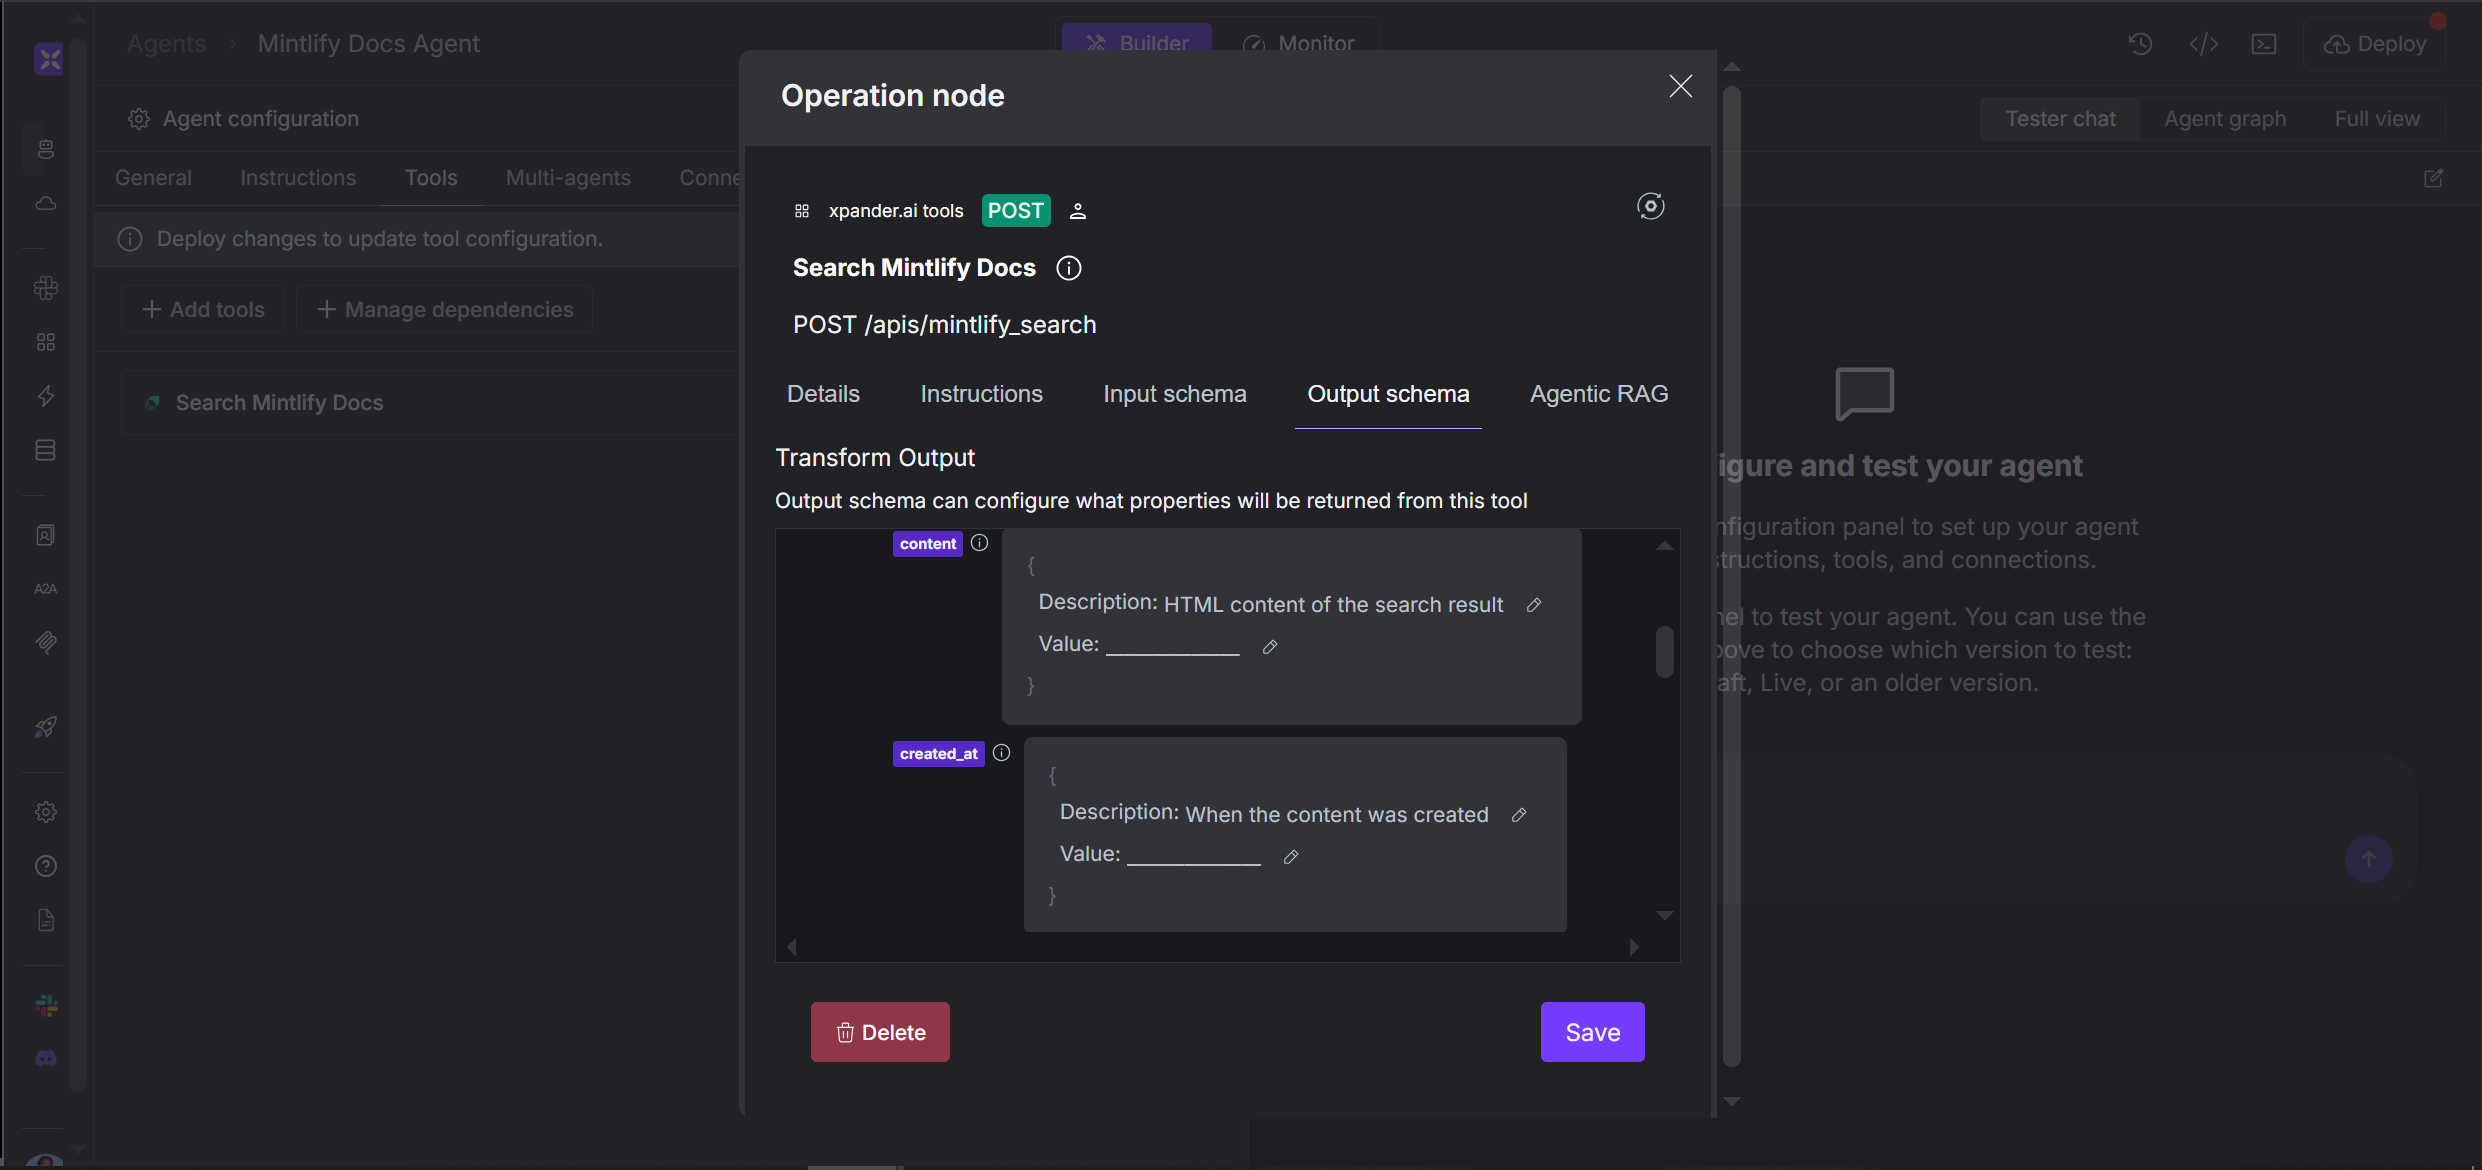 Agents > Mintlify Docs Agent
Builder
Monitor
Deploy
Agent configuration
Tester chat
Agent graph
Full view
General
Instructions
Tools
Multi-agents
Conne
Deploy changes to update tool configuration.
+ Add tools
+ Manage dependencies
Search Mintlify Docs
A2A
Operation node
xpander.ai tools POST
Search Mintlify Docs
POST /apis/mintlify_search
Details
Instructions
Input schema
Output schema
Agentic RAG
Transform Output
Output schema can configure what properties will be returned from this tool
content
{
Description: HTML content of the search result
Value:
}
created_at
{
Description: When the content was created
Value:
}
Delete
Save
igure and test your agent
nfiguration panel to set up your agent
structions, tools, and connections.
nel to test your agent. You can use the
bove to choose which version to test:
aft, Live, or an older version.